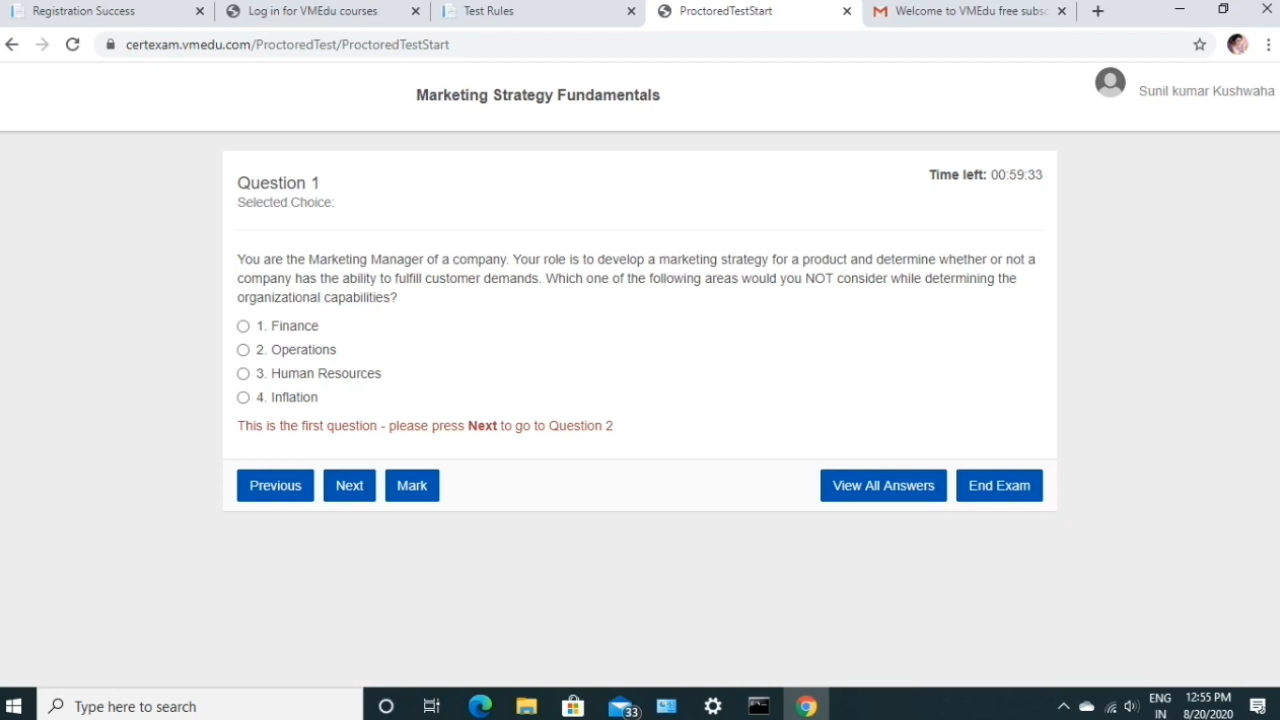 Registration Success
Log in for VMEdu courses
Test Rules
ProctoredTestStart
Welcome to VMEdu free subsc
certexam.vmedu.com/ProctoredTest/ProctoredTestStart
Marketing Strategy Fundamentals
Sunil kumar Kushwaha
Question 1
Time left: 00:59:33
Selected Choice:
You are the Marketing Manager of a company. Your role is to develop a marketing strategy for a product and determine whether or not a
company has the ability to fulfill customer demands. Which one of the following areas would you NOT consider while determining the
organizational capabilities?
1. Finance
2. Operations
3. Human Resources
4. Inflation
This is the first question - please press Next to go to Question 2
Previous
Next
Mark
View All Answers
End Exam
Type here to search
33
ENG
IN
12:55 PM
8/20/2020